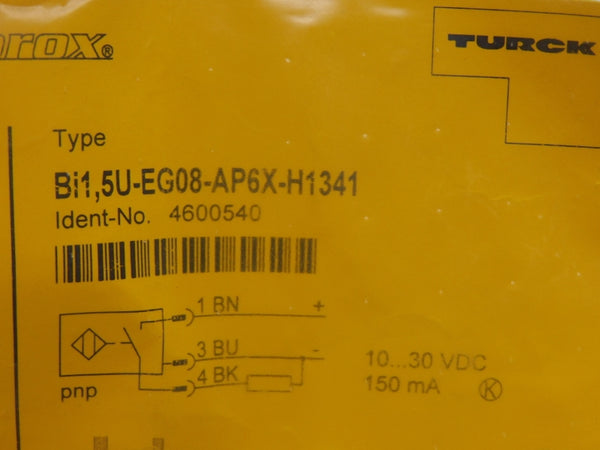 TURCK
Type
Bi1,5U-EG08-AP6X-H1341
Ident-No. 4600540
1 BN +
3 BU -
4 BK
10...30 VDC
150 mA K
pnp